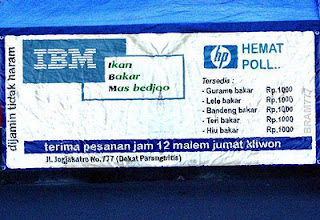 dijamin tidak haram
IBM
Ikan
Bakar
Mas bedjoo
hp
HEMAT
POLL..
Tersedia :
- Gurame bakar Rp.1000
- Lele bakar Rp.1000
- Bandeng bakar Rp.1000
- Teri bakar Rp.1000
- Hiu bakar Rp.1000
BRAM777
terima pesanan jam 12 malem jumat kliwon
Jl. Jogjakatro No.777 (Dekat Parangtritis)